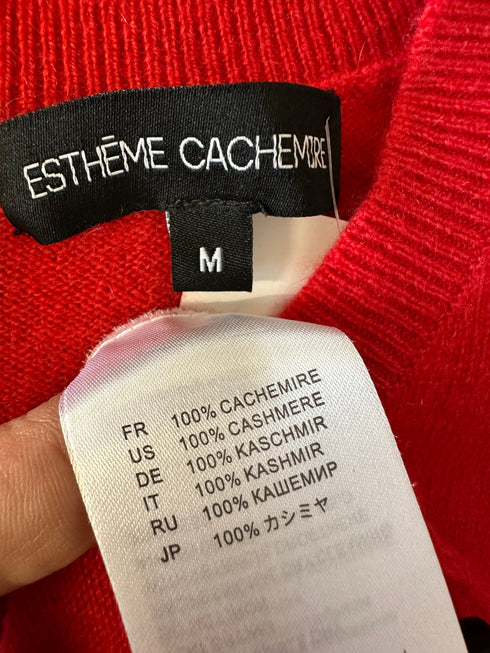 ESTHĒME CACHEMIRE
M
FR 100% CACHEMIRE
US 100% CASHMERE
DE 100% KASCHMIR
IT 100% KASHMIR
RU 100% КАШЕМИР
JP 100% カシミヤ